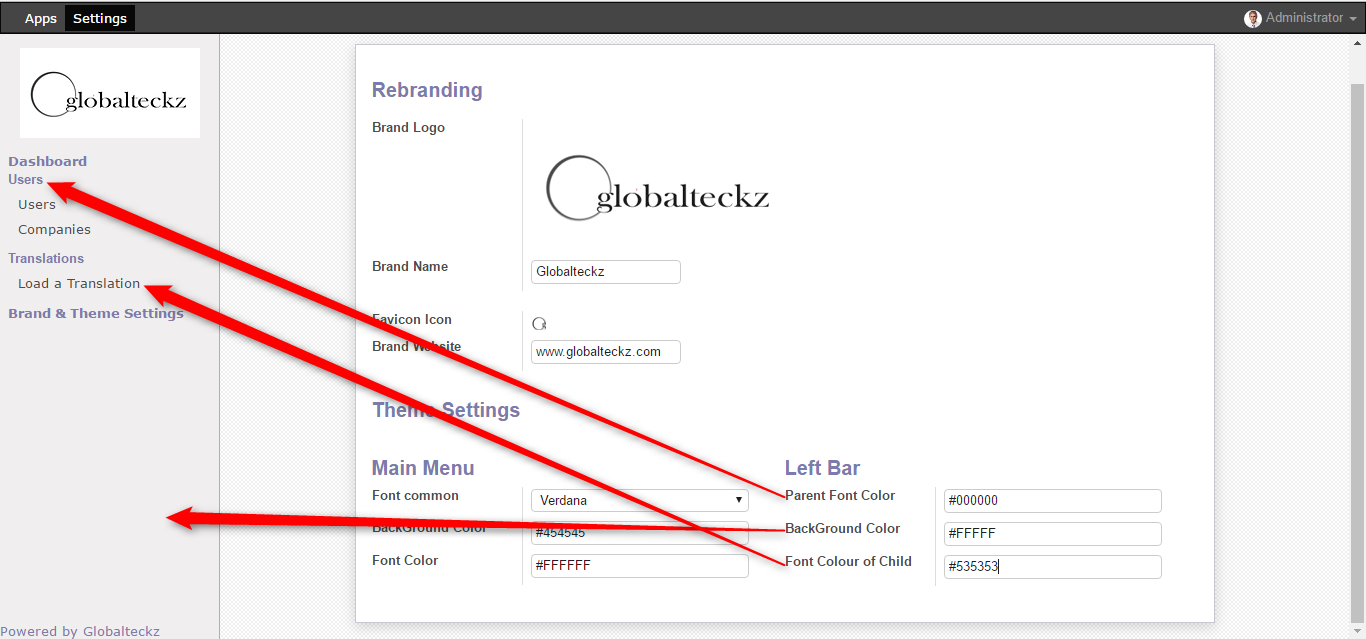 Apps Settings Administrator
globalteckz
Dashboard
Users
Users
Companies
Translations
Load a Translation
Brand & Theme Settings
Powered by Globalteckz
Rebranding
Brand Logo
globalteckz
Brand Name Globalteckz
Favicon Icon
Brand Website www.globalteckz.com
Theme Settings
Main Menu
Font common Verdana
BackGround Color #454545
Font Color #FFFFFF
Left Bar
Parent Font Color #000000
BackGround Color #FFFFF
Font Colour of Child #535353